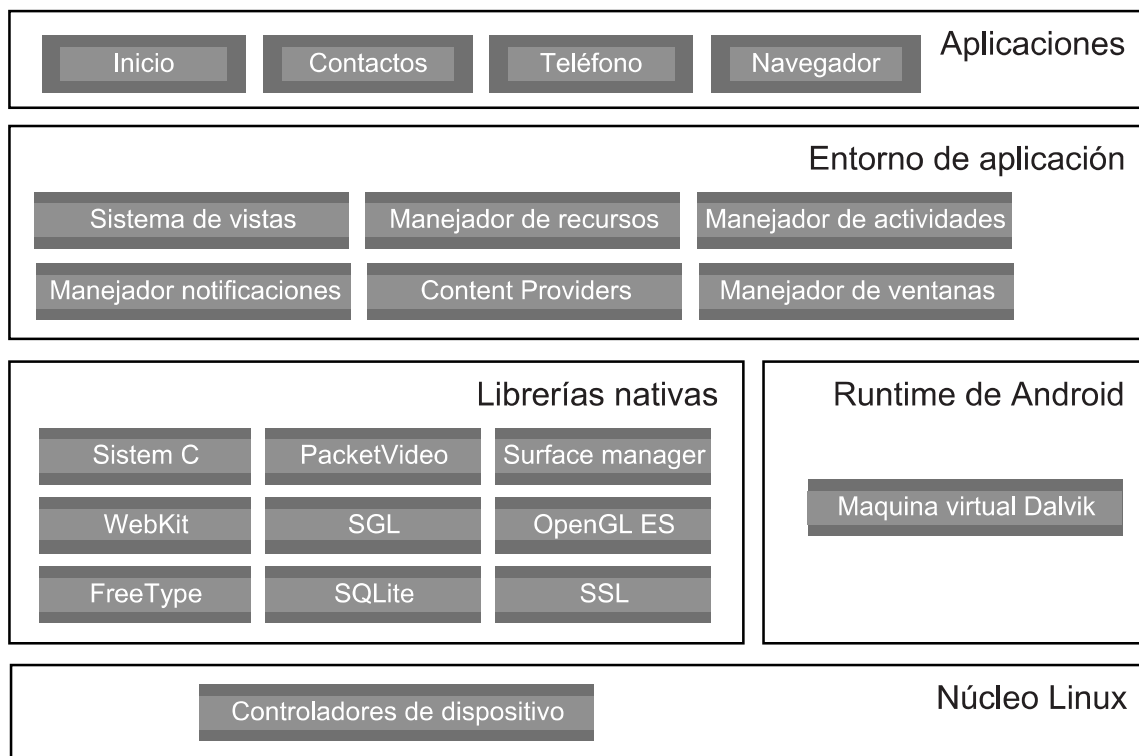 Aplicaciones
Inicio
Contactos
Teléfono
Navegador
Entorno de aplicación
Sistema de vistas
Manejador de recursos
Manejador de actividades
Manejador notificaciones
Content Providers
Manejador de ventanas
Librerías nativas
Sistem C
PacketVideo
Surface manager
WebKit
SGL
OpenGL ES
FreeType
SQLite
SSL
Runtime de Android
Maquina virtual Dalvik
Núcleo Linux
Controladores de dispositivo